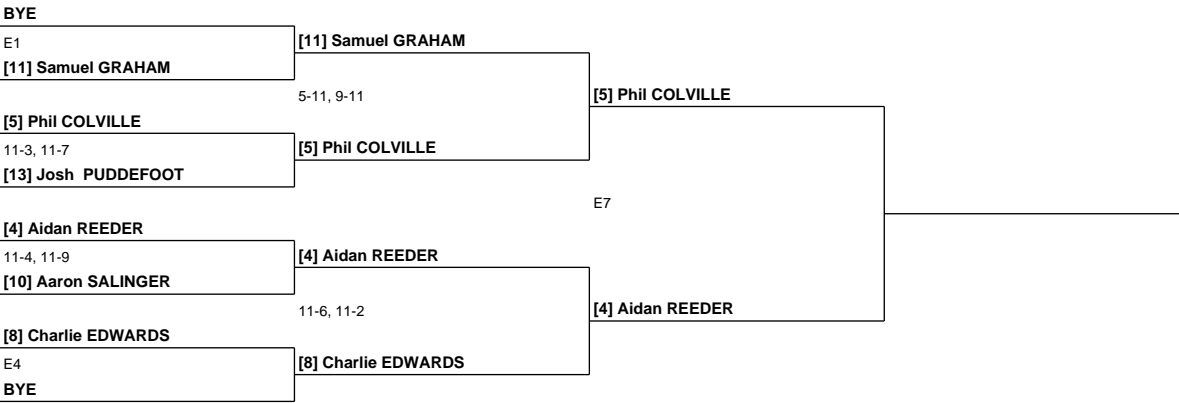 BYE
E1
[11] Samuel GRAHAM
[11] Samuel GRAHAM
5-11, 9-11
[5] Phil COLVILLE
[5] Phil COLVILLE
11-3, 11-7
[5] Phil COLVILLE
[13] Josh  PUDDEFOOT
E7
[4] Aidan REEDER
11-4, 11-9
[4] Aidan REEDER
[10] Aaron SALINGER
11-6, 11-2
[4] Aidan REEDER
[8] Charlie EDWARDS
E4
[8] Charlie EDWARDS
BYE